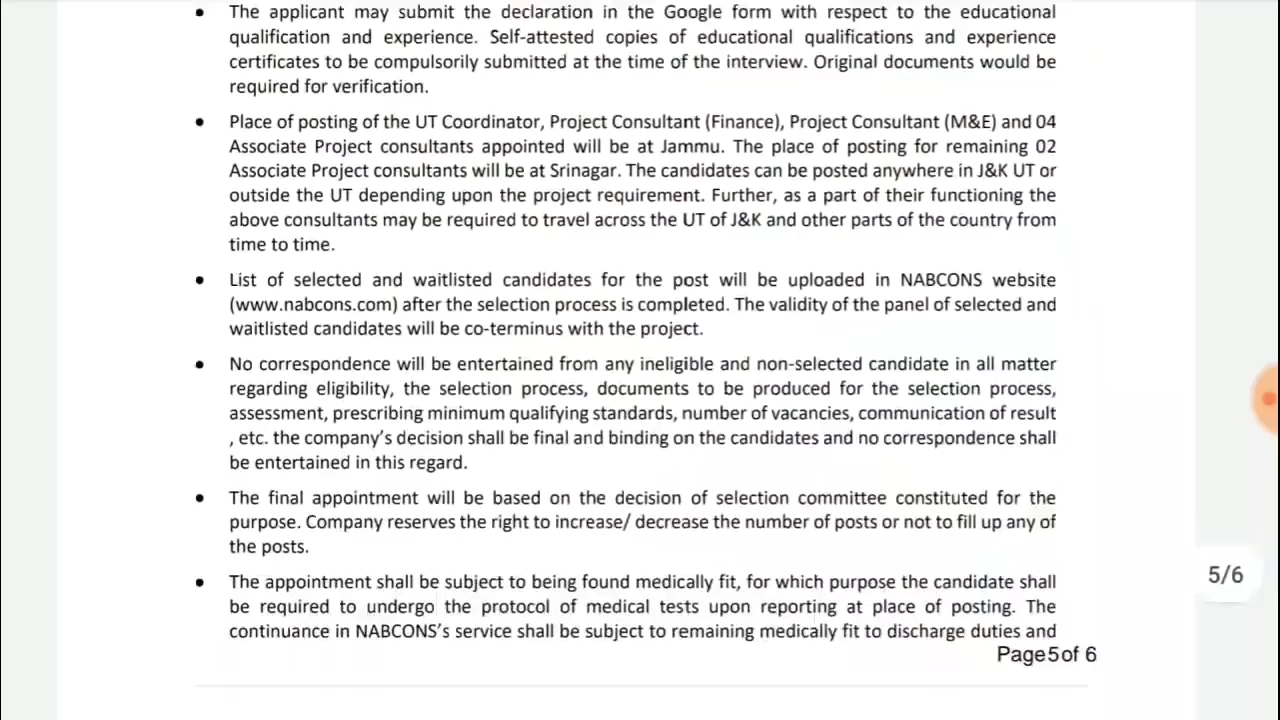 • The applicant may submit the declaration in the Google form with respect to the educational
qualification and experience. Self-attested copies of educational qualifications and experience
certificates to be compulsorily submitted at the time of the interview. Original documents would be
required for verification.
• Place of posting of the UT Coordinator, Project Consultant (Finance), Project Consultant (M&E) and 04
Associate Project consultants appointed will be at Jammu. The place of posting for remaining 02
Associate Project consultants will be at Srinagar. The candidates can be posted anywhere in J&K UT or
outside the UT depending upon the project requirement. Further, as a part of their functioning the
above consultants may be required to travel across the UT of J&K and other parts of the country from
time to time.
• List of selected and waitlisted candidates for the post will be uploaded in NABCONS website
(www.nabcons.com) after the selection process is completed. The validity of the panel of selected and
waitlisted candidates will be co-terminus with the project.
• No correspondence will be entertained from any ineligible and non-selected candidate in all matter
regarding eligibility, the selection process, documents to be produced for the selection process,
assessment, prescribing minimum qualifying standards, number of vacancies, communication of result
, etc. the company's decision shall be final and binding on the candidates and no correspondence shall
be entertained in this regard.
• The final appointment will be based on the decision of selection committee constituted for the
purpose. Company reserves the right to increase/ decrease the number of posts or not to fill up any of
the posts.
5/6
• The appointment shall be subject to being found medically fit, for which purpose the candidate shall
be required to undergo the protocol of medical tests upon reporting at place of posting. The
continuance in NABCONS's service shall be subject to remaining medically fit to discharge duties and
Page5of 6